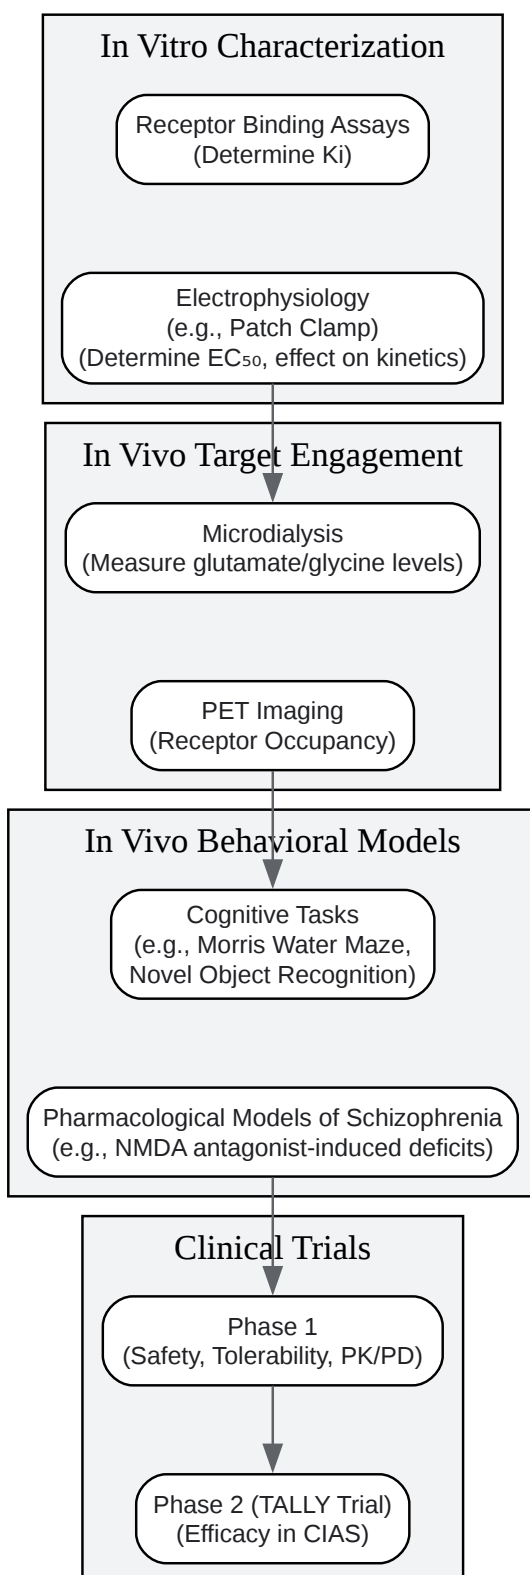 In Vitro Characterization
Receptor Binding Assays
(Determine Ki)
Electrophysiology
(e.g., Patch Clamp)
(Determine EC₅₀, effect on kinetics)
In Vivo Target Engagement
Microdialysis
(Measure glutamate/glycine levels)
PET Imaging
(Receptor Occupancy)
In Vivo Behavioral Models
Cognitive Tasks
(e.g., Morris Water Maze,
Novel Object Recognition)
Pharmacological Models of Schizophrenia
(e.g., NMDA antagonist-induced deficits)
Clinical Trials
Phase 1
(Safety, Tolerability, PK/PD)
Phase 2 (TALLY Trial)
(Efficacy in CIAS)